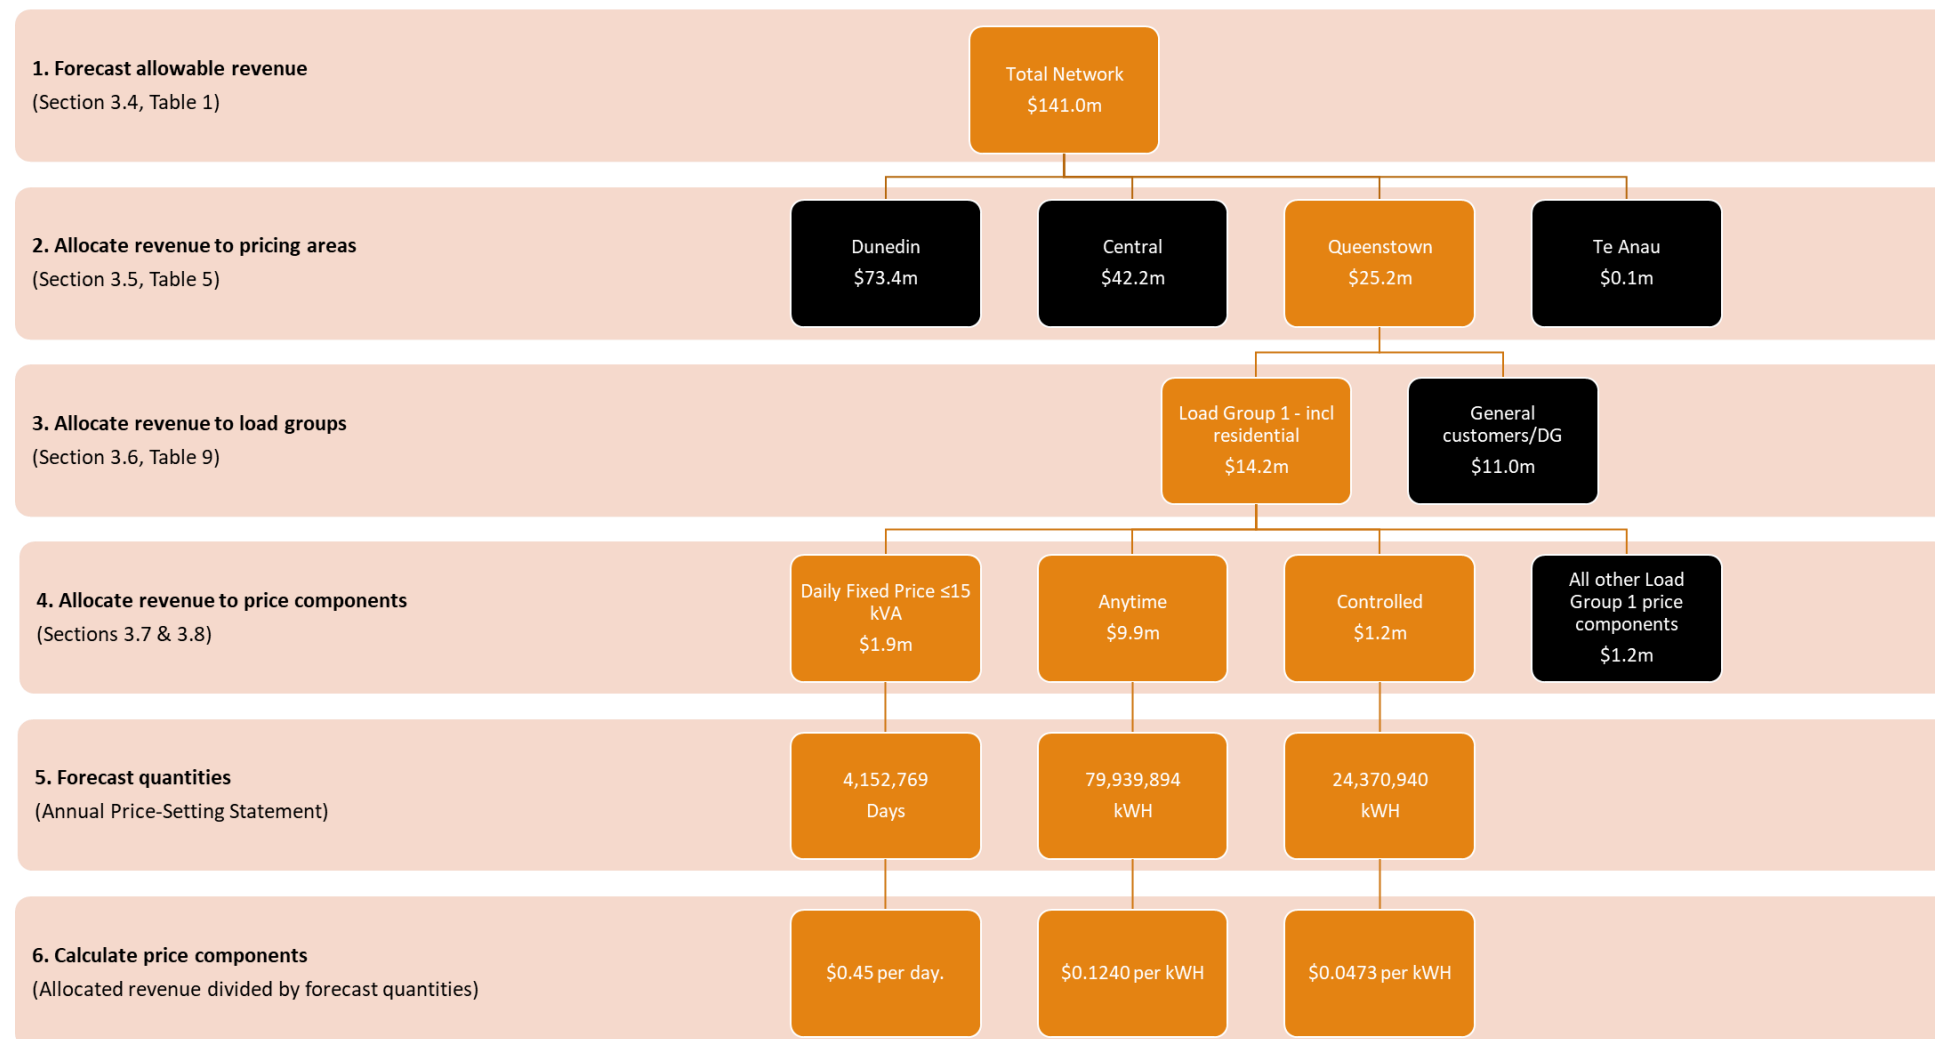 1. Forecast allowable revenue
(Section 3.4, Table 1)
Total Network
$141.0m
2. Allocate revenue to pricing areas
(Section 3.5, Table 5)
Dunedin
$73.4m
Central
$42.2m
Queenstown
$25.2m
Te Anau
$0.1m
3. Allocate revenue to load groups
(Section 3.6, Table 9)
Load Group 1 - incl
residential
$14.2m
General
customers/DG
$11.0m
4. Allocate revenue to price components
(Sections 3.7 & 3.8)
Daily Fixed Price ≤15
kVA
$1.9m
Anytime
$9.9m
Controlled
$1.2m
All other Load
Group 1 price
components
$1.2m
5. Forecast quantities
(Annual Price-Setting Statement)
4,152,769
Days
79,939,894
kWH
24,370,940
kWH
6. Calculate price components
(Allocated revenue divided by forecast quantities)
$0.45 per day.
$0.1240 per kWH
$0.0473 per kWH